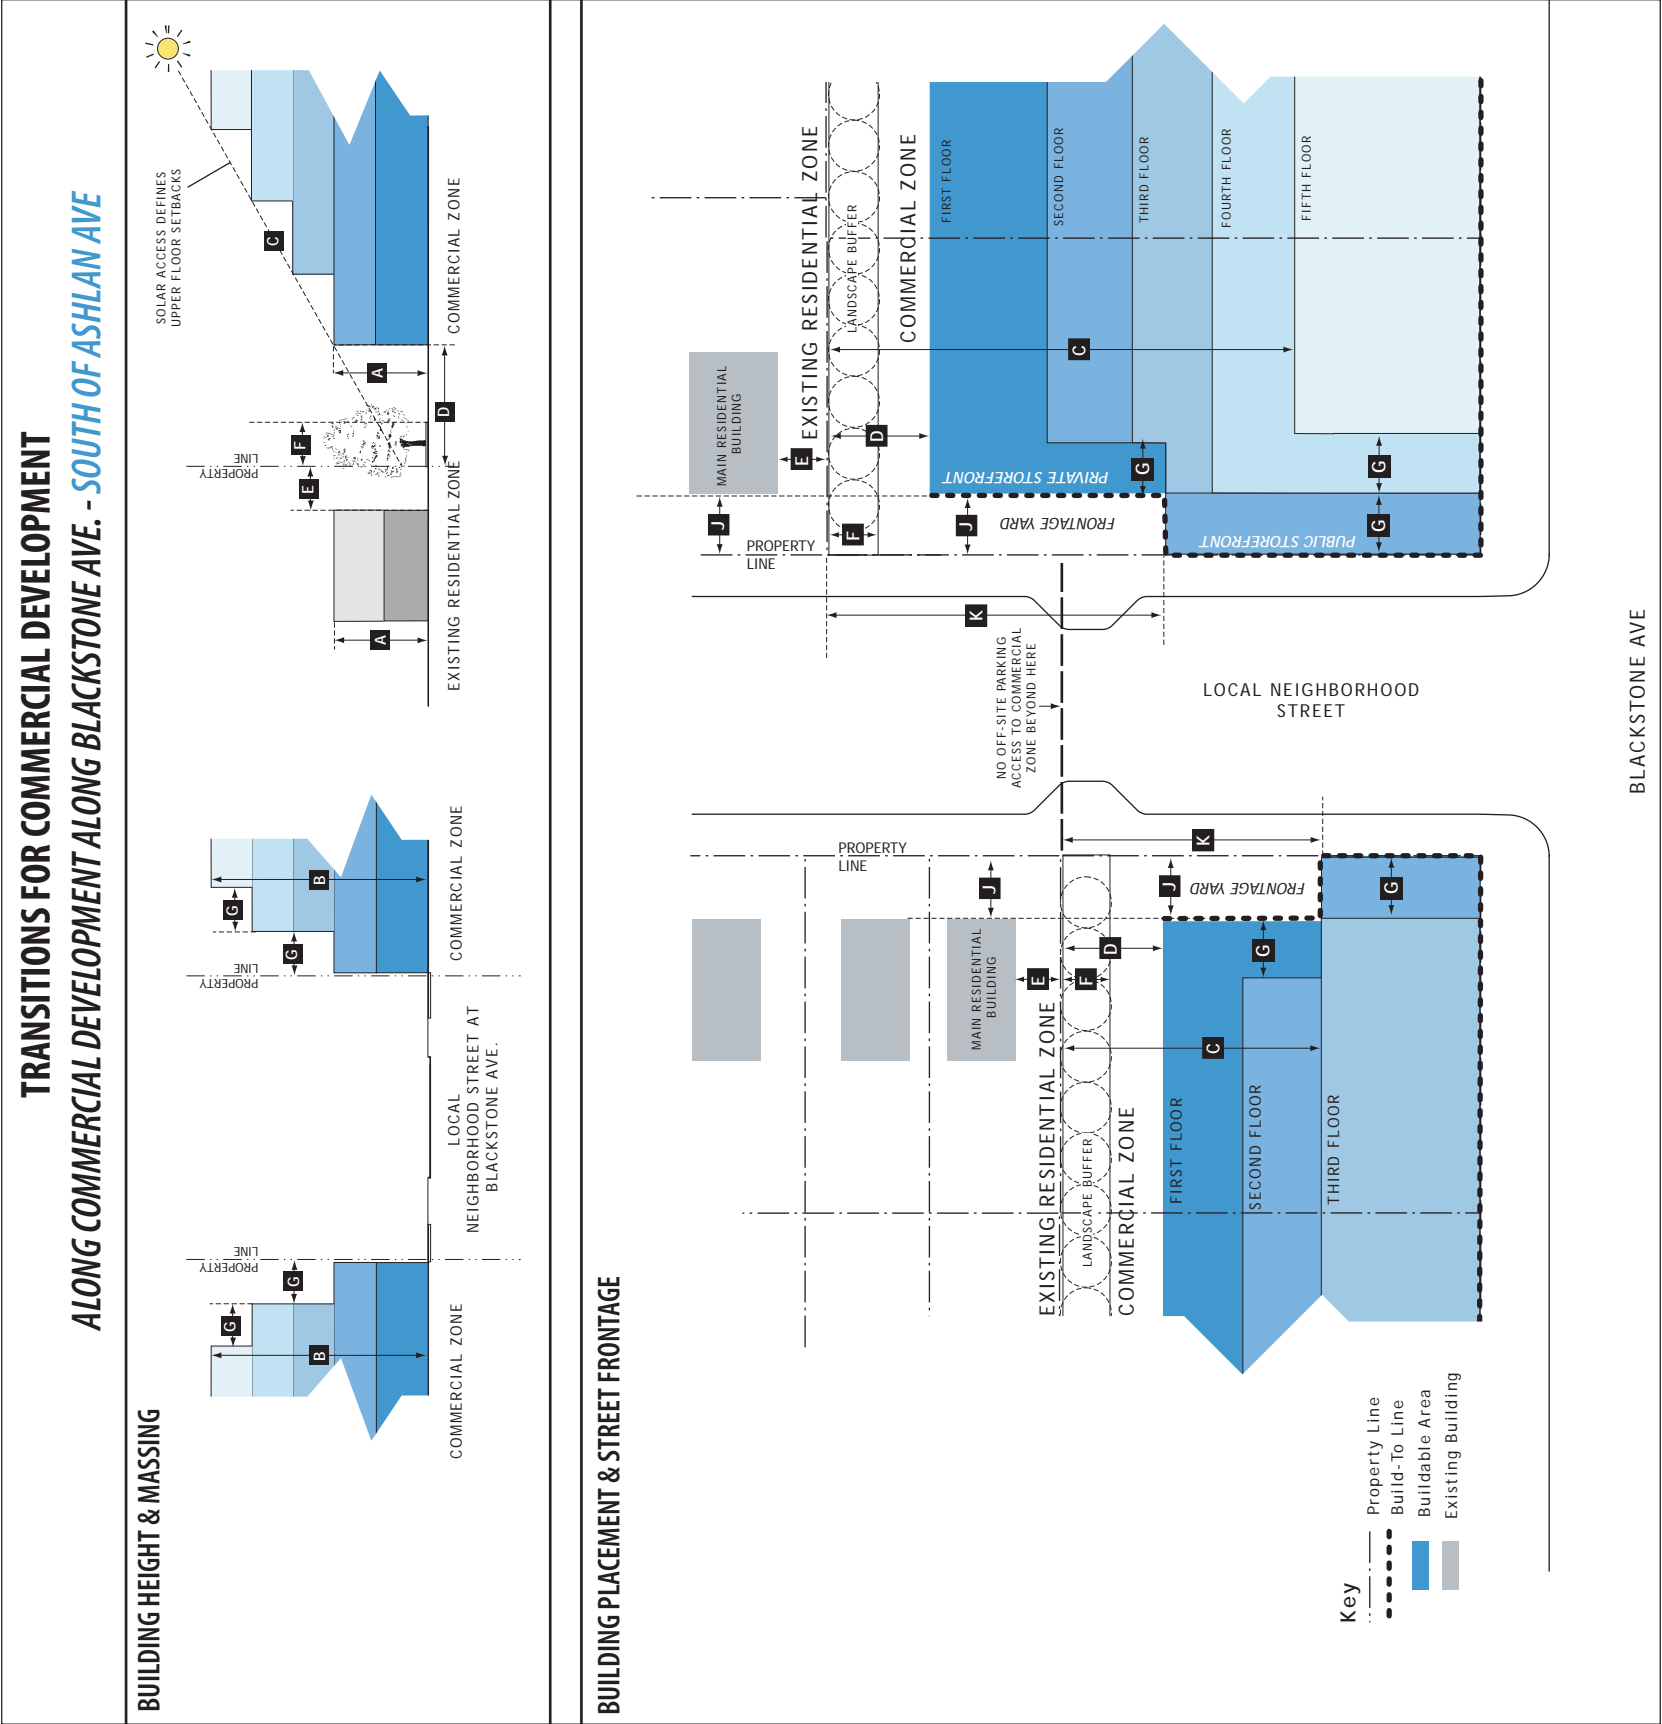 TRANSITIONS FOR COMMERCIAL DEVELOPMENT
ALONG COMMERCIAL DEVELOPMENT ALONG BLACKSTONE AVE. - SOUTH OF ASHLAN AVE
BUILDING HEIGHT & MASSING
G
B
G
PROPERTY
LINE
COMMERCIAL ZONE
LOCAL
NEIGHBORHOOD STREET AT
BLACKSTONE AVE.
PROPERTY
LINE
G
G
B
COMMERCIAL ZONE
A
EXISTING RESIDENTIAL ZONE
E
F
PROPERTY
LINE
D
A
C
SOLAR ACCESS DEFINES
UPPER FLOOR SETBACKS
COMMERCIAL ZONE
BUILDING PLACEMENT & STREET FRONTAGE
MAIN RESIDENTIAL
BUILDING
J
E
F
D
EXISTING RESIDENTIAL ZONE
LANDSCAPE BUFFER
COMMERCIAL ZONE
PROPERTY
LINE
K
J
FRONTAGE YARD
G
G
C
FIRST FLOOR
SECOND FLOOR
THIRD FLOOR
NO OFF-SITE PARKING
ACCESS TO COMMERCIAL
ZONE BEYOND HERE
LOCAL NEIGHBORHOOD
STREET
BLACKSTONE AVE
K
PROPERTY
LINE
J
MAIN RESIDENTIAL
BUILDING
E
F
D
EXISTING RESIDENTIAL ZONE
LANDSCAPE BUFFER
COMMERCIAL ZONE
J
FRONTAGE YARD
PRIVATE STOREFRONT
G
PUBLIC STOREFRONT
G
G
C
FIRST FLOOR
SECOND FLOOR
THIRD FLOOR
FOURTH FLOOR
FIFTH FLOOR
Key
Property Line
Build-To Line
Buildable Area
Existing Building